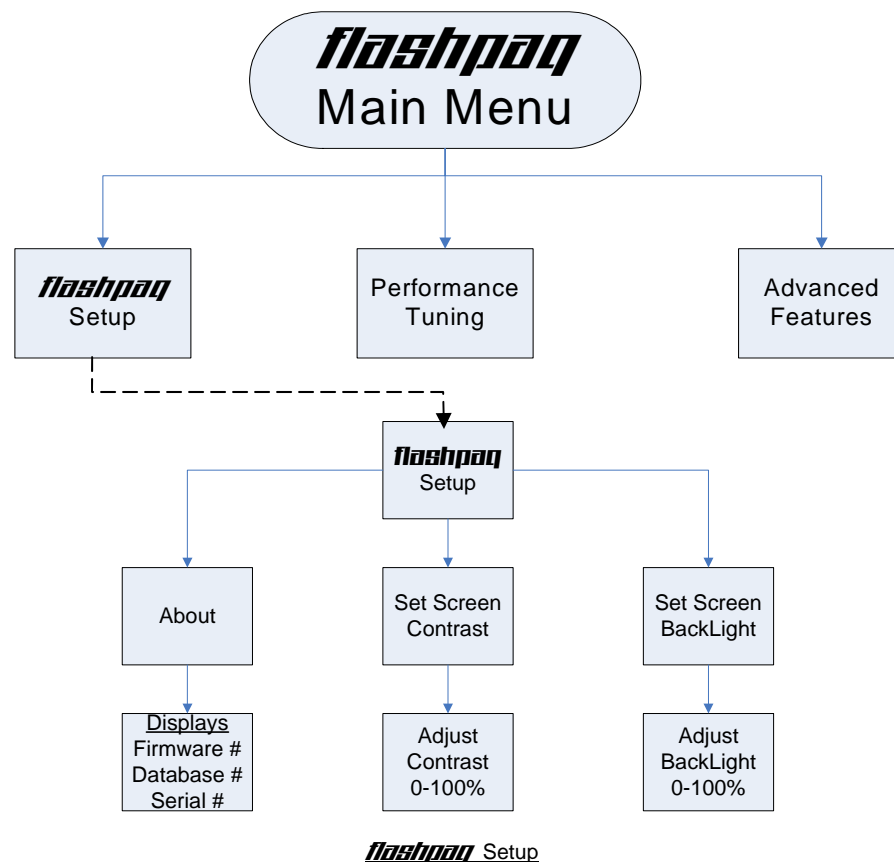 flashpaq
Main Menu
flashpaq
Setup
Performance
Tuning
Advanced
Features
flashpaq
Setup
About
Set Screen
Contrast
Set Screen
BackLight
Displays
Firmware #
Database #
Serial #
Adjust
Contrast
0-100%
Adjust
BackLight
0-100%
flashpaq Setup